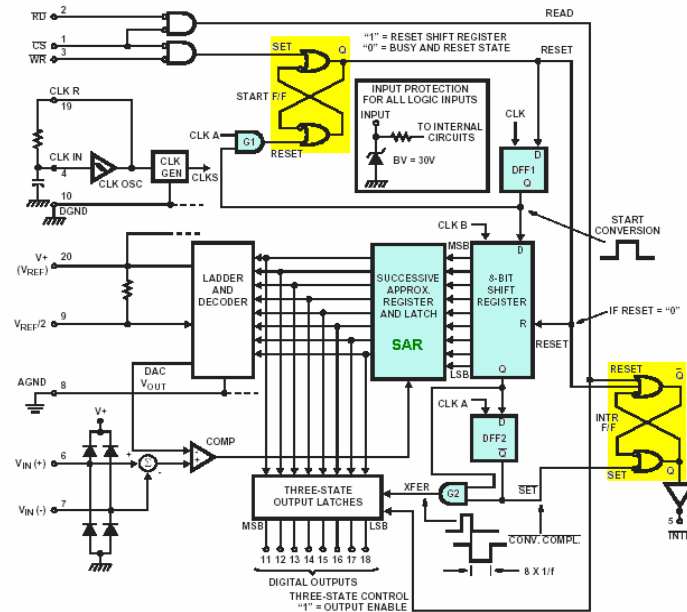 RD
2
READ
CS
1
WR
3
SET
Q
"1" = RESET SHIFT REGISTER
"0" = BUSY AND RESET STATE
RESET
START F/F
INPUT PROTECTION
FOR ALL LOGIC INPUTS
INPUT
TO INTERNAL
CIRCUITS
BV = 30V
CLK R
19
CLK A
G1
RESET
CLK
D
DFF1
Q
CLK IN
4
CLK OSC
CLK
GEN
CLKS
10
DGND
START
CONVERSION
V+
(VREF)
20
CLK B
MSB
D
LADDER
AND
DECODER
SUCCESSIVE
APPROX.
REGISTER
AND LATCH
SAR
8-BIT
SHIFT
REGISTER
R
RESET
IF RESET = "0"
VREF/2
9
LSB
Q
DAC
VOUT
AGND
8
CLK A
D
DFF2
Q
RESET
Q
INTR
F/F
Q
SET
V+
COMP
VIN (+)
6
Σ
+
-
VIN (-)
7
XFER
G2
SET
THREE-STATE
OUTPUT LATCHES
MSB
LSB
CONV. COMPL.
5
INTR
11 12 13 14 15 16 17 18
DIGITAL OUTPUTS
8 X 1/f
THREE-STATE CONTROL
"1" = OUTPUT ENABLE